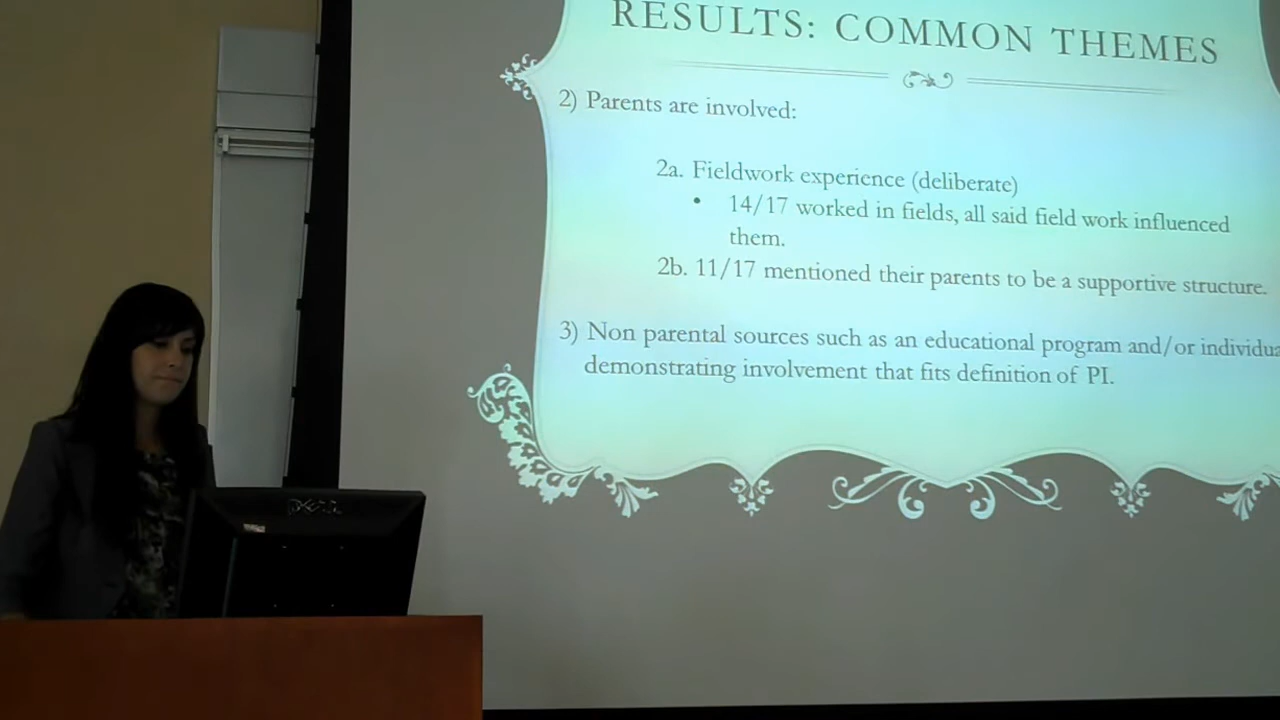 RESULTS: COMMON THEMES
2) Parents are involved:
2a. Fieldwork experience (deliberate)
• 14/17 worked in fields, all said field work influenced
them.
2b. 11/17 mentioned their parents to be a supportive structure.
3) Non parental sources such as an educational program and/or individua
demonstrating involvement that fits definition of PI.
DELL